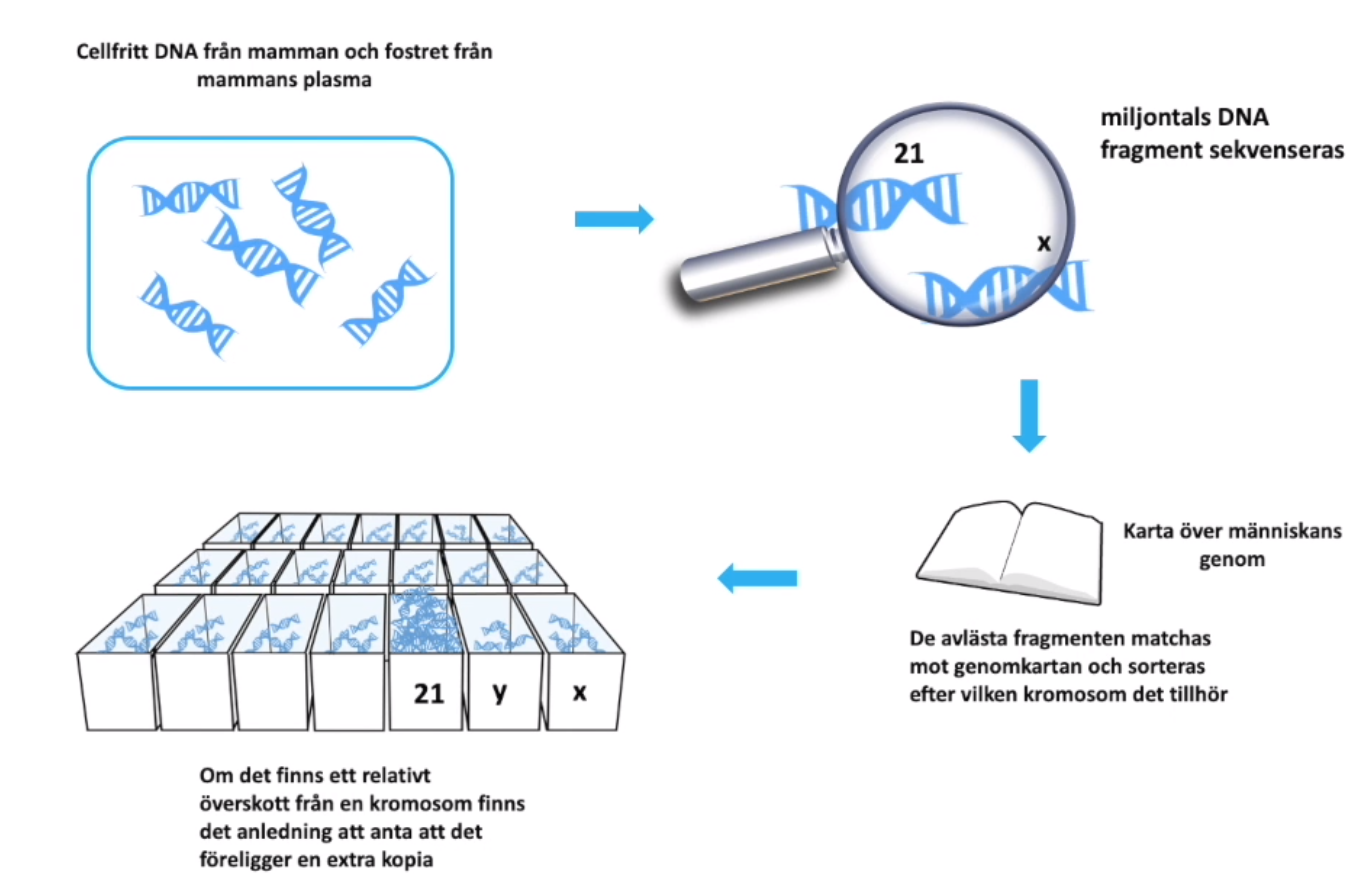 Cellfritt DNA från mamman och fostret från
mammans plasma
miljontals DNA
fragment sekvenseras
21
x
Karta över människans
genom
De avlästa fragmenten matchas
mot genomkartan och sorteras
efter vilken kromosom det tillhör
21
y
x
Om det finns ett relativt
överskott från en kromosom finns
det anledning att anta att det
föreligger en extra kopia